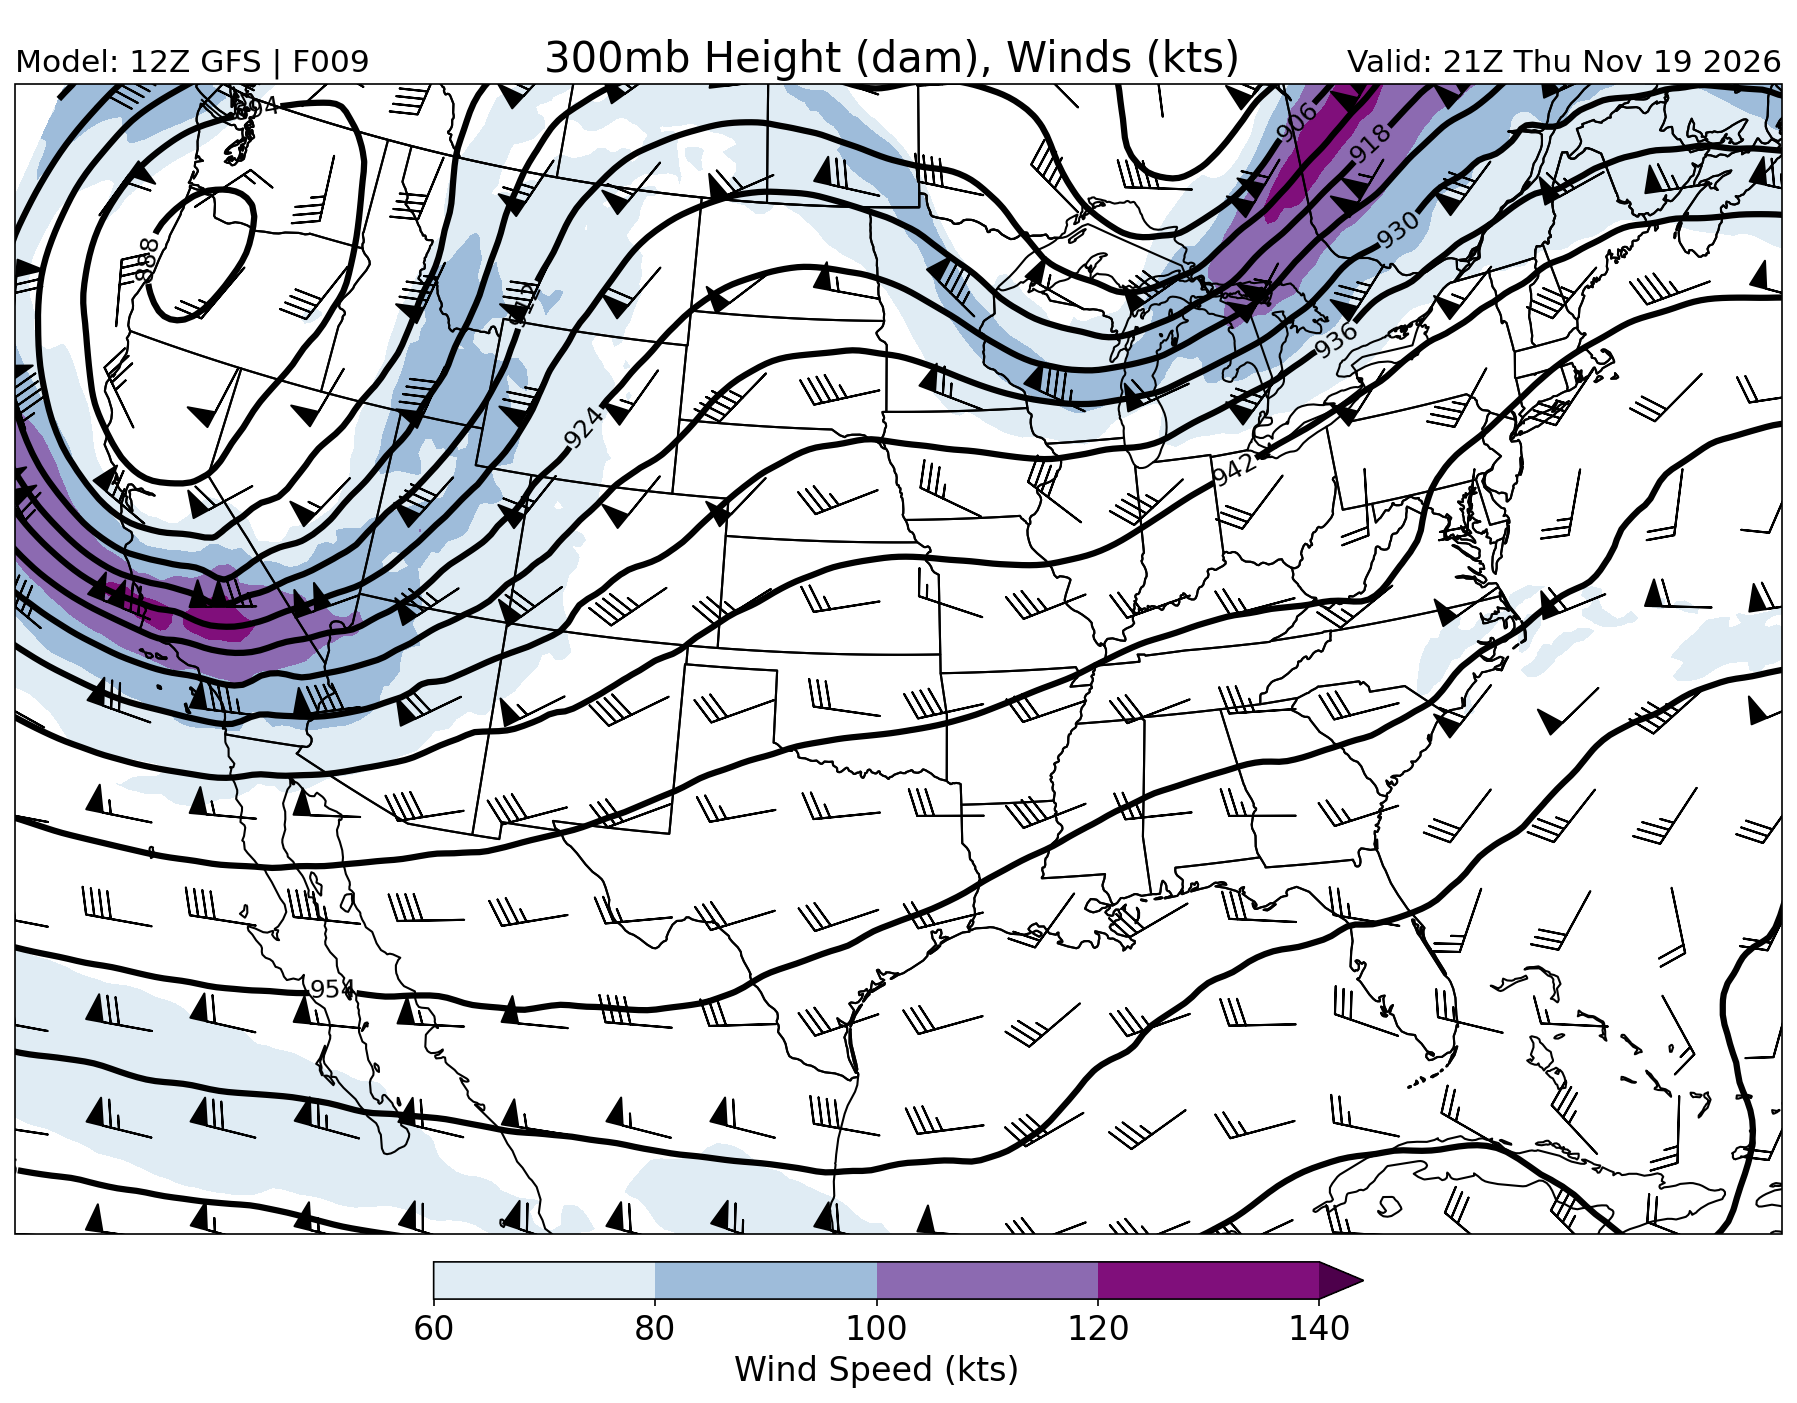 Model: 12Z GFS | F009
300mb Height (dam), Winds (kts)
Valid: 21Z Thu Nov 19 2026
894
906
918
930
888
936
924
942
954
60 80 100 120 140
Wind Speed (kts)